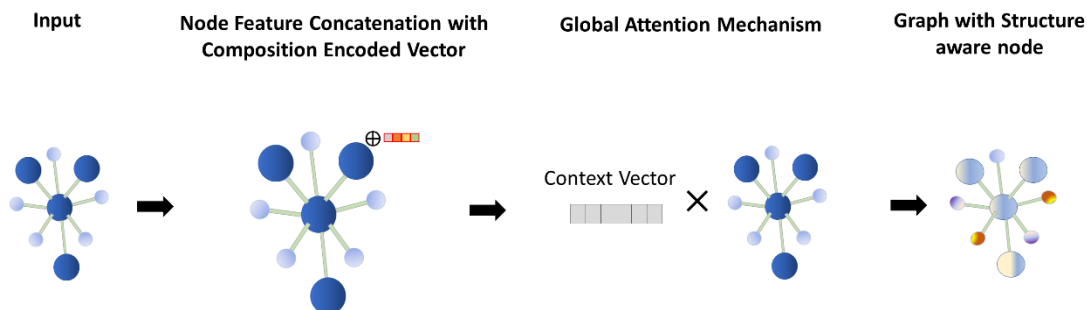 Input
Node Feature Concatenation with
Composition Encoded Vector
Global Attention Mechanism
Graph with Structure
aware node
Context Vector